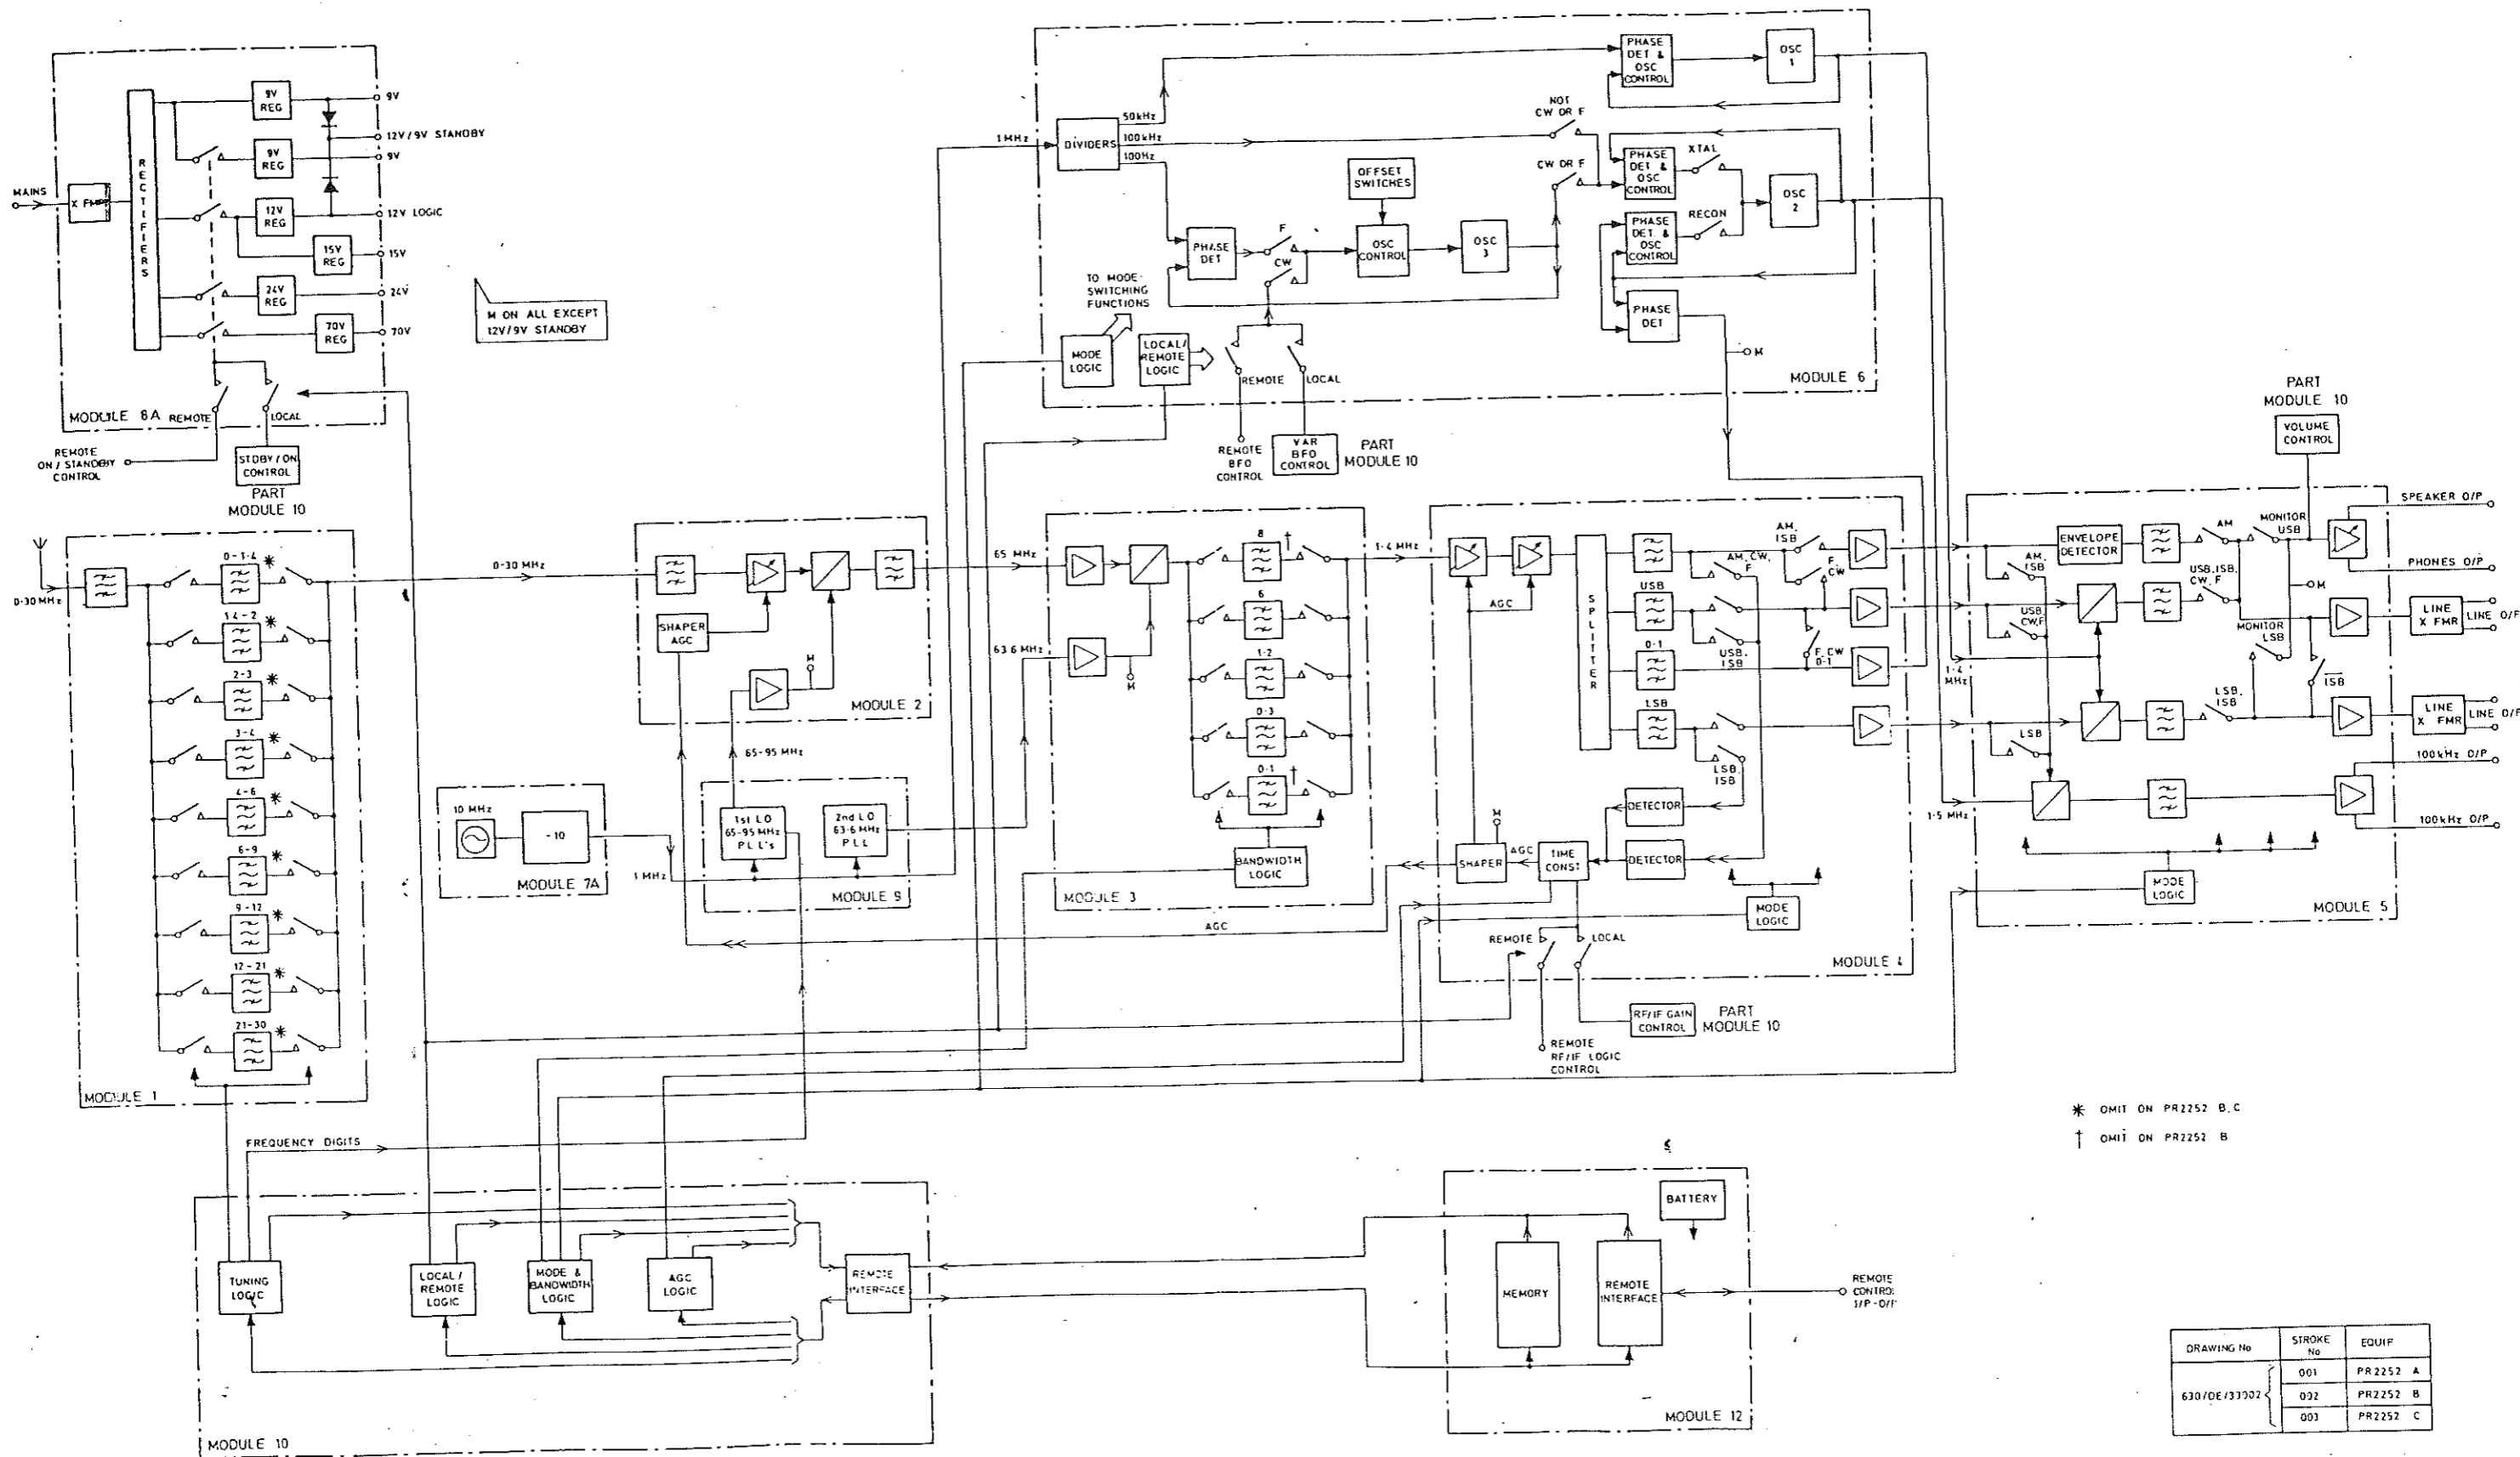 MAINS
X FMR
RECTIFIERS
9V
REG
9V
REG
12V
REG
15V
REG
24V
REG
70V
REG
9V
12V/9V STANDBY
9V
12V LOGIC
15V
24V
70V
M ON ALL EXCEPT
12V/9V STANDBY
MODULE 8A
REMOTE
LOCAL
REMOTE
ON / STANDBY
CONTROL
STDBY/ON
CONTROL
PART
MODULE 10
1MHz
DIVIDERS
50kHz
100kHz
100Hz
PHASE
DET &
OSC
CONTROL
OSC
1
NOT
CW OR F
CW OR F
OFFSET
SWITCHES
PHASE
DET
F
CW
OSC
CONTROL
OSC
3
PHASE
DET & 
OSC
CONTROL
XTAL
PHASE
DET. &
OSC
CONTROL
RECON
OSC
2
PHASE
DET
M
TO MODE-
SWITCHING
FUNCTIONS
MODE
LOGIC
LOCAL/
REMOTE
LOGIC
REMOTE
LOCAL
MODULE 6
REMOTE
BFO
CONTROL
VAR
BFO
CONTROL
PART
MODULE 10
PART
MODULE 10
VOLUME
CONTROL
0-30 MHz
0-1·4 *
1·4-2 *
2-3 *
3-4 *
4-6 *
6-9 *
9-12 *
12-21 *
21-30 *
MODULE 1
0-30 MHz
SHAPER
AGC
M
MODULE 2
65-95 MHz
10 MHz
÷10
MODULE 7A
1 MHz
1st LO
65-95 MHz
P L L's
2nd LO
63·6 MHz
P L L
MODULE 9
65 MHz
63·6 MHz
M
8 †
6
1·2
0·3
0·1 †
BANDWIDTH
LOGIC
MODULE 3
1·4 MHz
AGC
SPLITTER
USB
0·1
LSB
AM,
ISB
AM, CW,
F
F,
CW
USB,
ISB
F, CW
0·1
LSB,
ISB
DETECTOR
DETECTOR
M
SHAPER
AGC
TIME
CONST
MODE
LOGIC
AGC
REMOTE
LOCAL
MODULE 4
REMOTE
RF/IF LOGIC
CONTROL
RF/IF GAIN
CONTROL
PART
MODULE 10
ENVELOPE
DETECTOR
AM
MONITOR
USB
AM,
ISB
USB
CW,F
USB,ISB,
CW,F
M
MONITOR
LSB
ISB
LSB,
ISB
LSB
1·4
MHz
1·5 MHz
SPEAKER O/P
PHONES O/P
LINE
X FMR
LINE O/P
LINE
X FMR
LINE O/P
100kHz O/P
100kHz O/P
MODE
LOGIC
MODULE 5
* OMIT ON PR2252 B, C
† OMIT ON PR2252 B
FREQUENCY DIGITS
TUNING
LOGIC
LOCAL /
REMOTE
LOGIC
MODE &
BANDWIDTH
LOGIC
AGC
LOGIC
REMOTE
INTERFACE
MODULE 10
BATTERY
MEMORY
REMOTE
INTERFACE
MODULE 12
REMOTE
CONTROL
I/P-O/P
DRAWING No
STROKE
No
EQUIP
630/DE/33902
001 PR2252 A
002 PR2252 B
003 PR2252 C